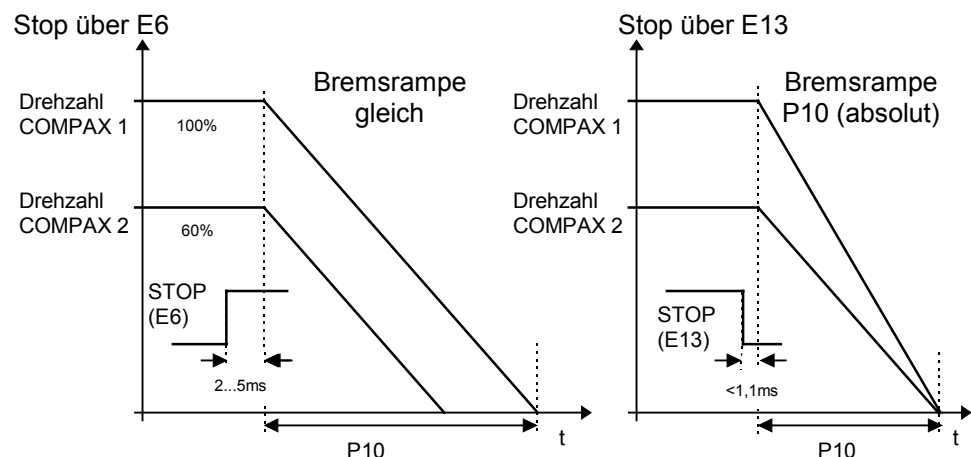 Stop über E6
Bremsrampe
gleich
Drehzahl
COMPAX 1
100%
Drehzahl
COMPAX 2
60%
STOP
(E6)
2...5ms
P10
t
Stop über E13
Bremsrampe
P10 (absolut)
Drehzahl
COMPAX 1
Drehzahl
COMPAX 2
STOP
(E13)
<1,1ms
P10
t